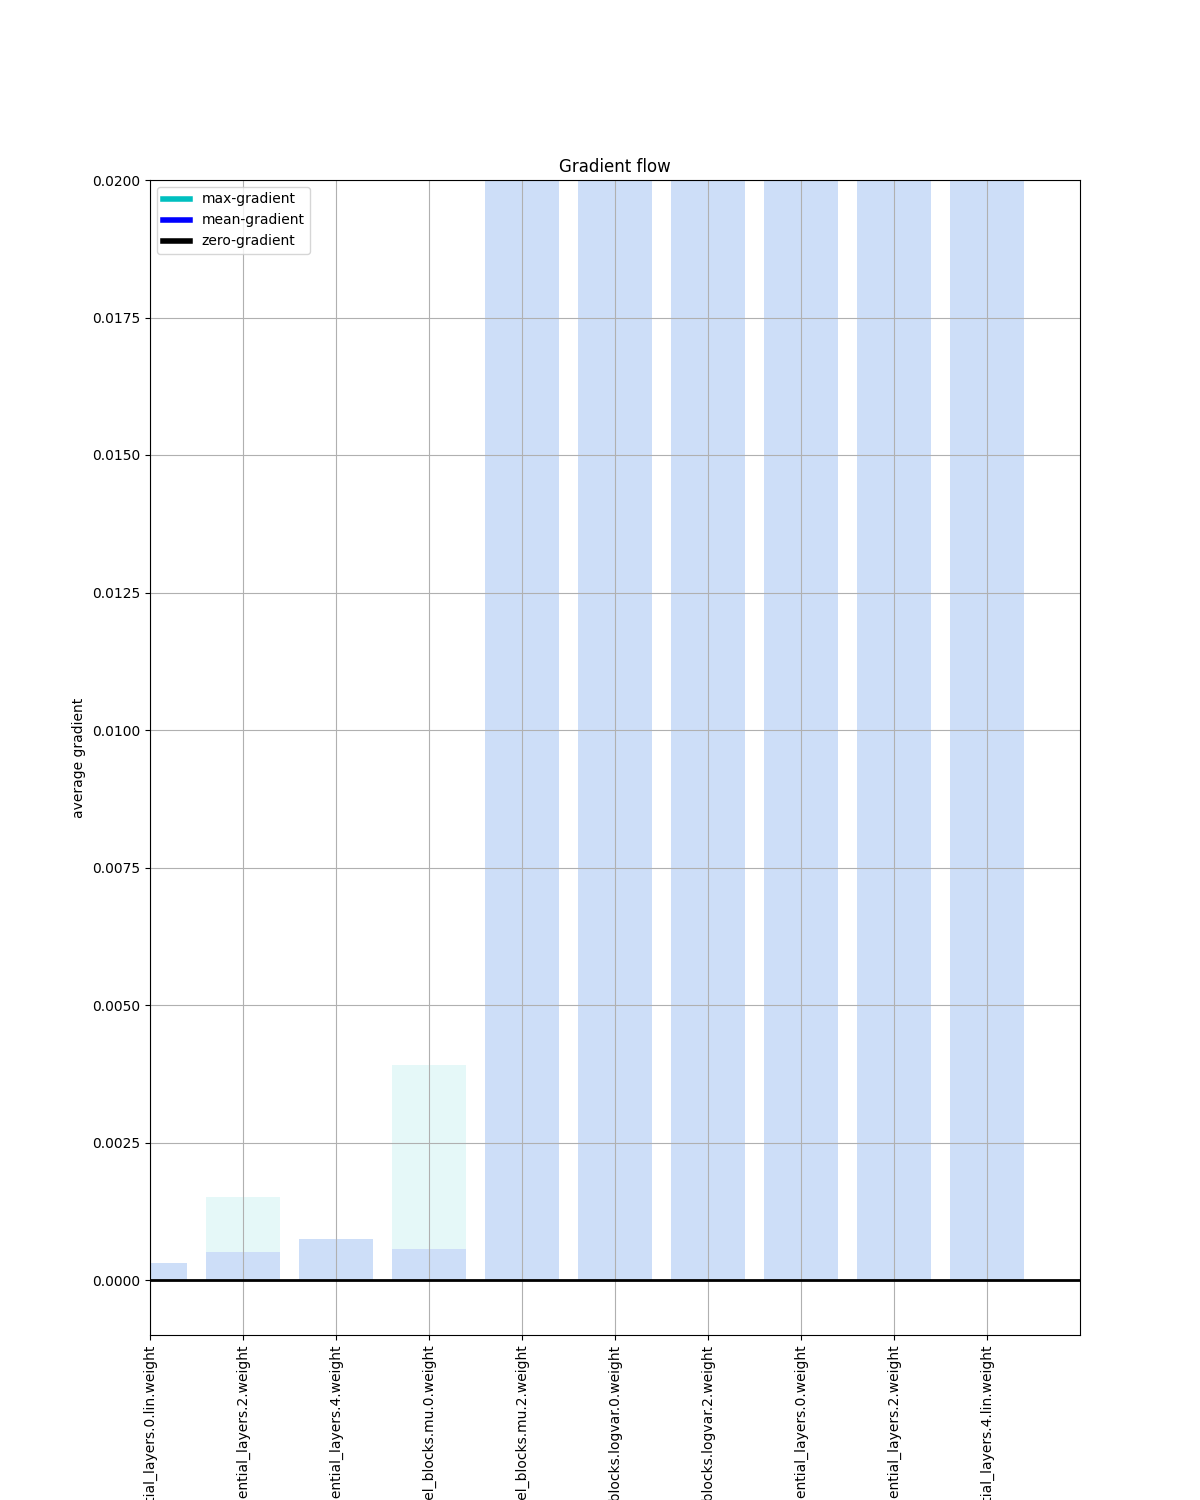 Gradient flow
max-gradient
mean-gradient
zero-gradient
0.0200
0.0175
0.0150
0.0125
0.0100
0.0075
0.0050
0.0025
0.0000
average gradient
tial_layers.0.lin.weight
ential_layers.2.weight
ential_layers.4.weight
el_blocks.mu.0.weight
el_blocks.mu.2.weight
blocks.logvar.0.weight
blocks.logvar.2.weight
ential_layers.0.weight
ential_layers.2.weight
tial_layers.4.lin.weight